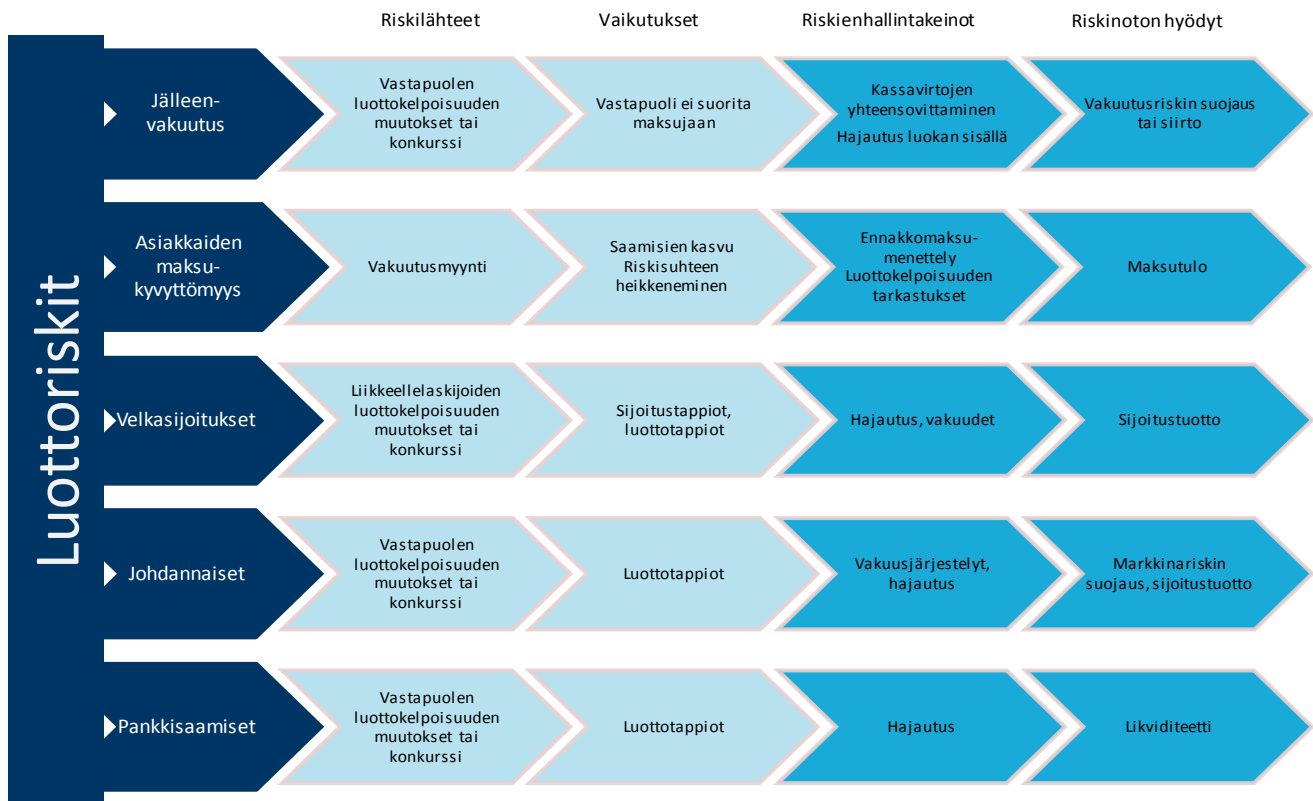 Riskilähteet
Vaikutukset
Riskienhallintakeinot
Riskinoton hyödyt
Luottoriskit
Jälleen-
vakuutus
Vastapuolen
luottokelpoisuuden
muutokset tai
konkurssi
Vastapuoli ei suorita
maksujaan
Kassavirtojen
yhteensovittaminen
Hajautus luokan sisällä
Vakuutusriskin suojaus
tai siirto
Asiakkaiden
maksu-
kyvyttömyys
Vakuutusmyynti
Saamisien kasvu
Riskisuhteen
heikkeneminen
Ennakkomaksu-
menettely
Luottokelpoisuuden
tarkastukset
Maksutulo
Velkasijoitukset
Liikkeellelaskijoiden
luottokelpoisuuden
muutokset tai
konkurssi
Sijoitustappiot,
luottotappiot
Hajautus, vakuudet
Sijoitustuotto
Johdannaiset
Vastapuolen
luottokelpoisuuden
muutokset tai
konkurssi
Luottotappiot
Vakuusjärjestelyt,
hajautus
Markkinariskin
suojaus, sijoitustuotto
Pankkisaamiset
Vastapuolen
luottokelpoisuuden
muutokset tai
konkurssi
Luottotappiot
Hajautus
Likviditeetti